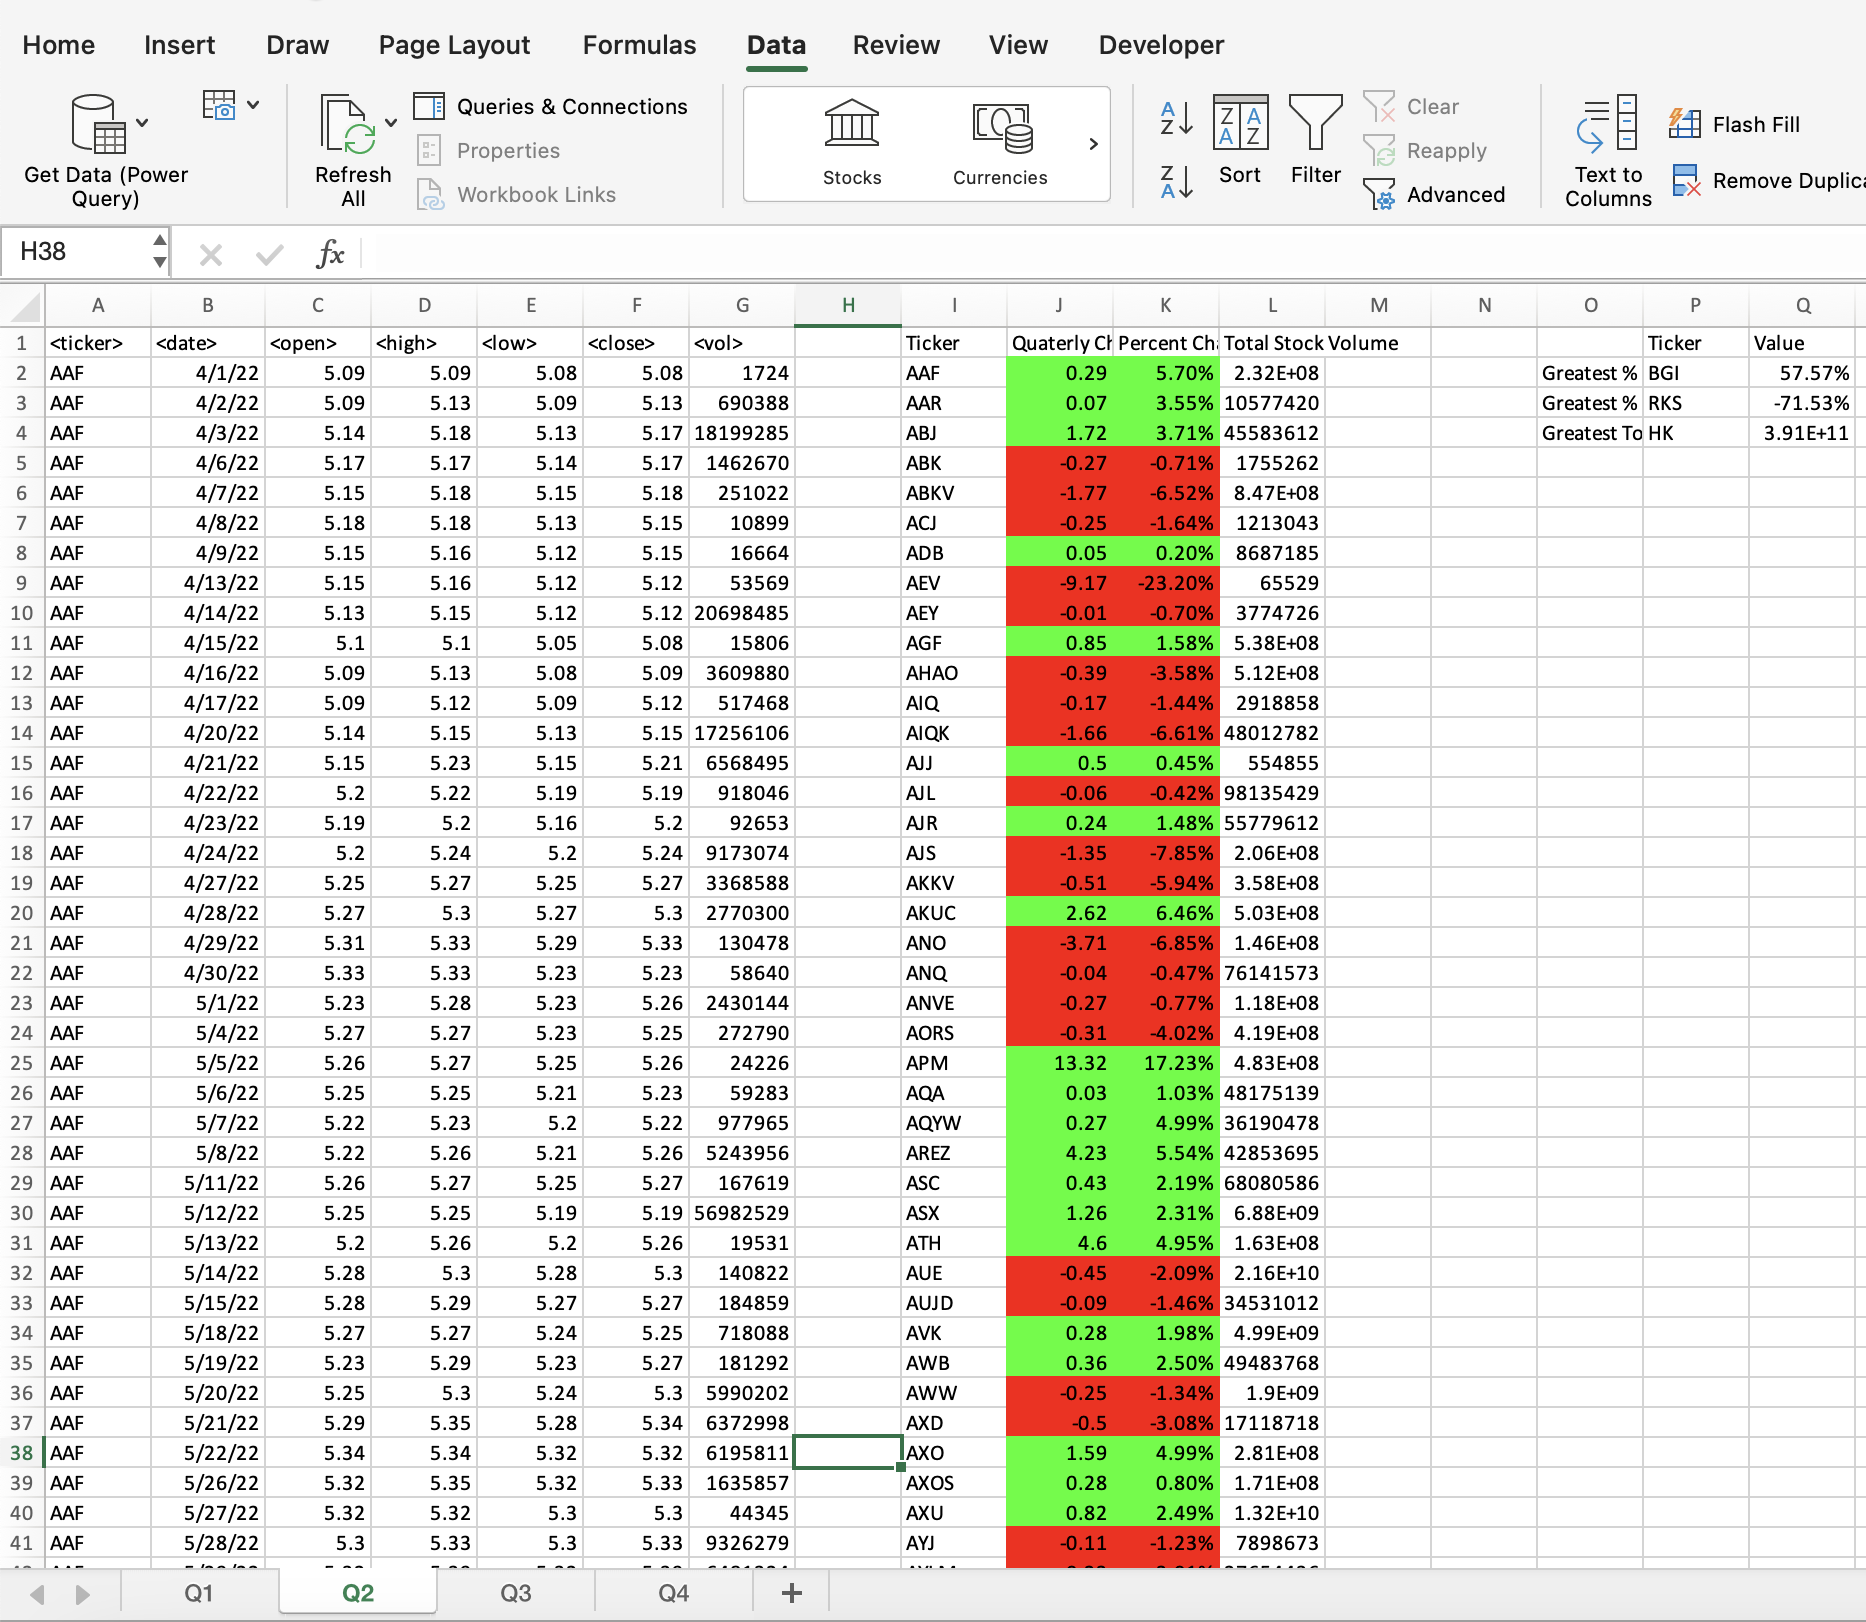 Home Insert Draw Page Layout Formulas Data Review View Developer
Get Data (Power Query)
Refresh All
Queries & Connections
Properties
Workbook Links
Stocks Currencies
A Z
Z A
Z A A Z
Sort Filter
Clear
Reapply
Advanced
Text to Columns
Flash Fill
Remove Duplica
H38 fx
A B C D E F G H I J K L M N O P Q
1 <ticker> <date> <open> <high> <low> <close> <vol> Ticker Quaterly Ch Percent Cha Total Stock Volume Ticker Value
2 AAF 4/1/22 5.09 5.09 5.08 5.08 1724 AAF 0.29 5.70% 2.32E+08 Greatest % BGI 57.57%
3 AAF 4/2/22 5.09 5.13 5.09 5.13 690388 AAR 0.07 3.55% 10577420 Greatest % RKS -71.53%
4 AAF 4/3/22 5.14 5.18 5.13 5.17 18199285 ABJ 1.72 3.71% 45583612 Greatest To HK 3.91E+11
5 AAF 4/6/22 5.17 5.17 5.14 5.17 1462670 ABK -0.27 -0.71% 1755262
6 AAF 4/7/22 5.15 5.18 5.15 5.18 251022 ABKV -1.77 -6.52% 8.47E+08
7 AAF 4/8/22 5.18 5.18 5.13 5.15 10899 ACJ -0.25 -1.64% 1213043
8 AAF 4/9/22 5.15 5.16 5.12 5.15 16664 ADB 0.05 0.20% 8687185
9 AAF 4/13/22 5.15 5.16 5.12 5.12 53569 AEV -9.17 -23.20% 65529
10 AAF 4/14/22 5.13 5.15 5.12 5.12 20698485 AEY -0.01 -0.70% 3774726
11 AAF 4/15/22 5.1 5.1 5.05 5.08 15806 AGF 0.85 1.58% 5.38E+08
12 AAF 4/16/22 5.09 5.13 5.08 5.09 3609880 AHAO -0.39 -3.58% 5.12E+08
13 AAF 4/17/22 5.09 5.12 5.09 5.12 517468 AIQ -0.17 -1.44% 2918858
14 AAF 4/20/22 5.14 5.15 5.13 5.15 17256106 AIQK -1.66 -6.61% 48012782
15 AAF 4/21/22 5.15 5.23 5.15 5.21 6568495 AJJ 0.5 0.45% 554855
16 AAF 4/22/22 5.2 5.22 5.19 5.19 918046 AJL -0.06 -0.42% 98135429
17 AAF 4/23/22 5.19 5.2 5.16 5.2 92653 AJR 0.24 1.48% 55779612
18 AAF 4/24/22 5.2 5.24 5.2 5.24 9173074 AJS -1.35 -7.85% 2.06E+08
19 AAF 4/27/22 5.25 5.27 5.25 5.27 3368588 AKKV -0.51 -5.94% 3.58E+08
20 AAF 4/28/22 5.27 5.3 5.27 5.3 2770300 AKUC 2.62 6.46% 5.03E+08
21 AAF 4/29/22 5.31 5.33 5.29 5.33 130478 ANO -3.71 -6.85% 1.46E+08
22 AAF 4/30/22 5.33 5.33 5.23 5.23 58640 ANQ -0.04 -0.47% 76141573
23 AAF 5/1/22 5.23 5.28 5.23 5.26 2430144 ANVE -0.27 -0.77% 1.18E+08
24 AAF 5/4/22 5.27 5.27 5.23 5.25 272790 AORS -0.31 -4.02% 4.19E+08
25 AAF 5/5/22 5.26 5.27 5.25 5.26 24226 APM 13.32 17.23% 4.83E+08
26 AAF 5/6/22 5.25 5.25 5.21 5.23 59283 AQA 0.03 1.03% 48175139
27 AAF 5/7/22 5.22 5.23 5.2 5.22 977965 AQYW 0.27 4.99% 36190478
28 AAF 5/8/22 5.22 5.26 5.21 5.26 5243956 AREZ 4.23 5.54% 42853695
29 AAF 5/11/22 5.26 5.27 5.25 5.27 167619 ASC 0.43 2.19% 68080586
30 AAF 5/12/22 5.25 5.25 5.19 5.19 56982529 ASX 1.26 2.31% 6.88E+09
31 AAF 5/13/22 5.2 5.26 5.2 5.26 19531 ATH 4.6 4.95% 1.63E+08
32 AAF 5/14/22 5.28 5.3 5.28 5.3 140822 AUE -0.45 -2.09% 2.16E+10
33 AAF 5/15/22 5.28 5.29 5.27 5.27 184859 AUJD -0.09 -1.46% 34531012
34 AAF 5/18/22 5.27 5.27 5.24 5.25 718088 AVK 0.28 1.98% 4.99E+09
35 AAF 5/19/22 5.23 5.29 5.23 5.27 181292 AWB 0.36 2.50% 49483768
36 AAF 5/20/22 5.25 5.3 5.24 5.3 5990202 AWW -0.25 -1.34% 1.9E+09
37 AAF 5/21/22 5.29 5.35 5.28 5.34 6372998 AXD -0.5 -3.08% 17118718
38 AAF 5/22/22 5.34 5.34 5.32 5.32 6195811 AXO 1.59 4.99% 2.81E+08
39 AAF 5/26/22 5.32 5.35 5.32 5.33 1635857 AXOS 0.28 0.80% 1.71E+08
40 AAF 5/27/22 5.32 5.32 5.3 5.3 44345 AXU 0.82 2.49% 1.32E+10
41 AAF 5/28/22 5.3 5.33 5.3 5.33 9326279 AYJ -0.11 -1.23% 7898673
Q1 Q2 Q3 Q4 +